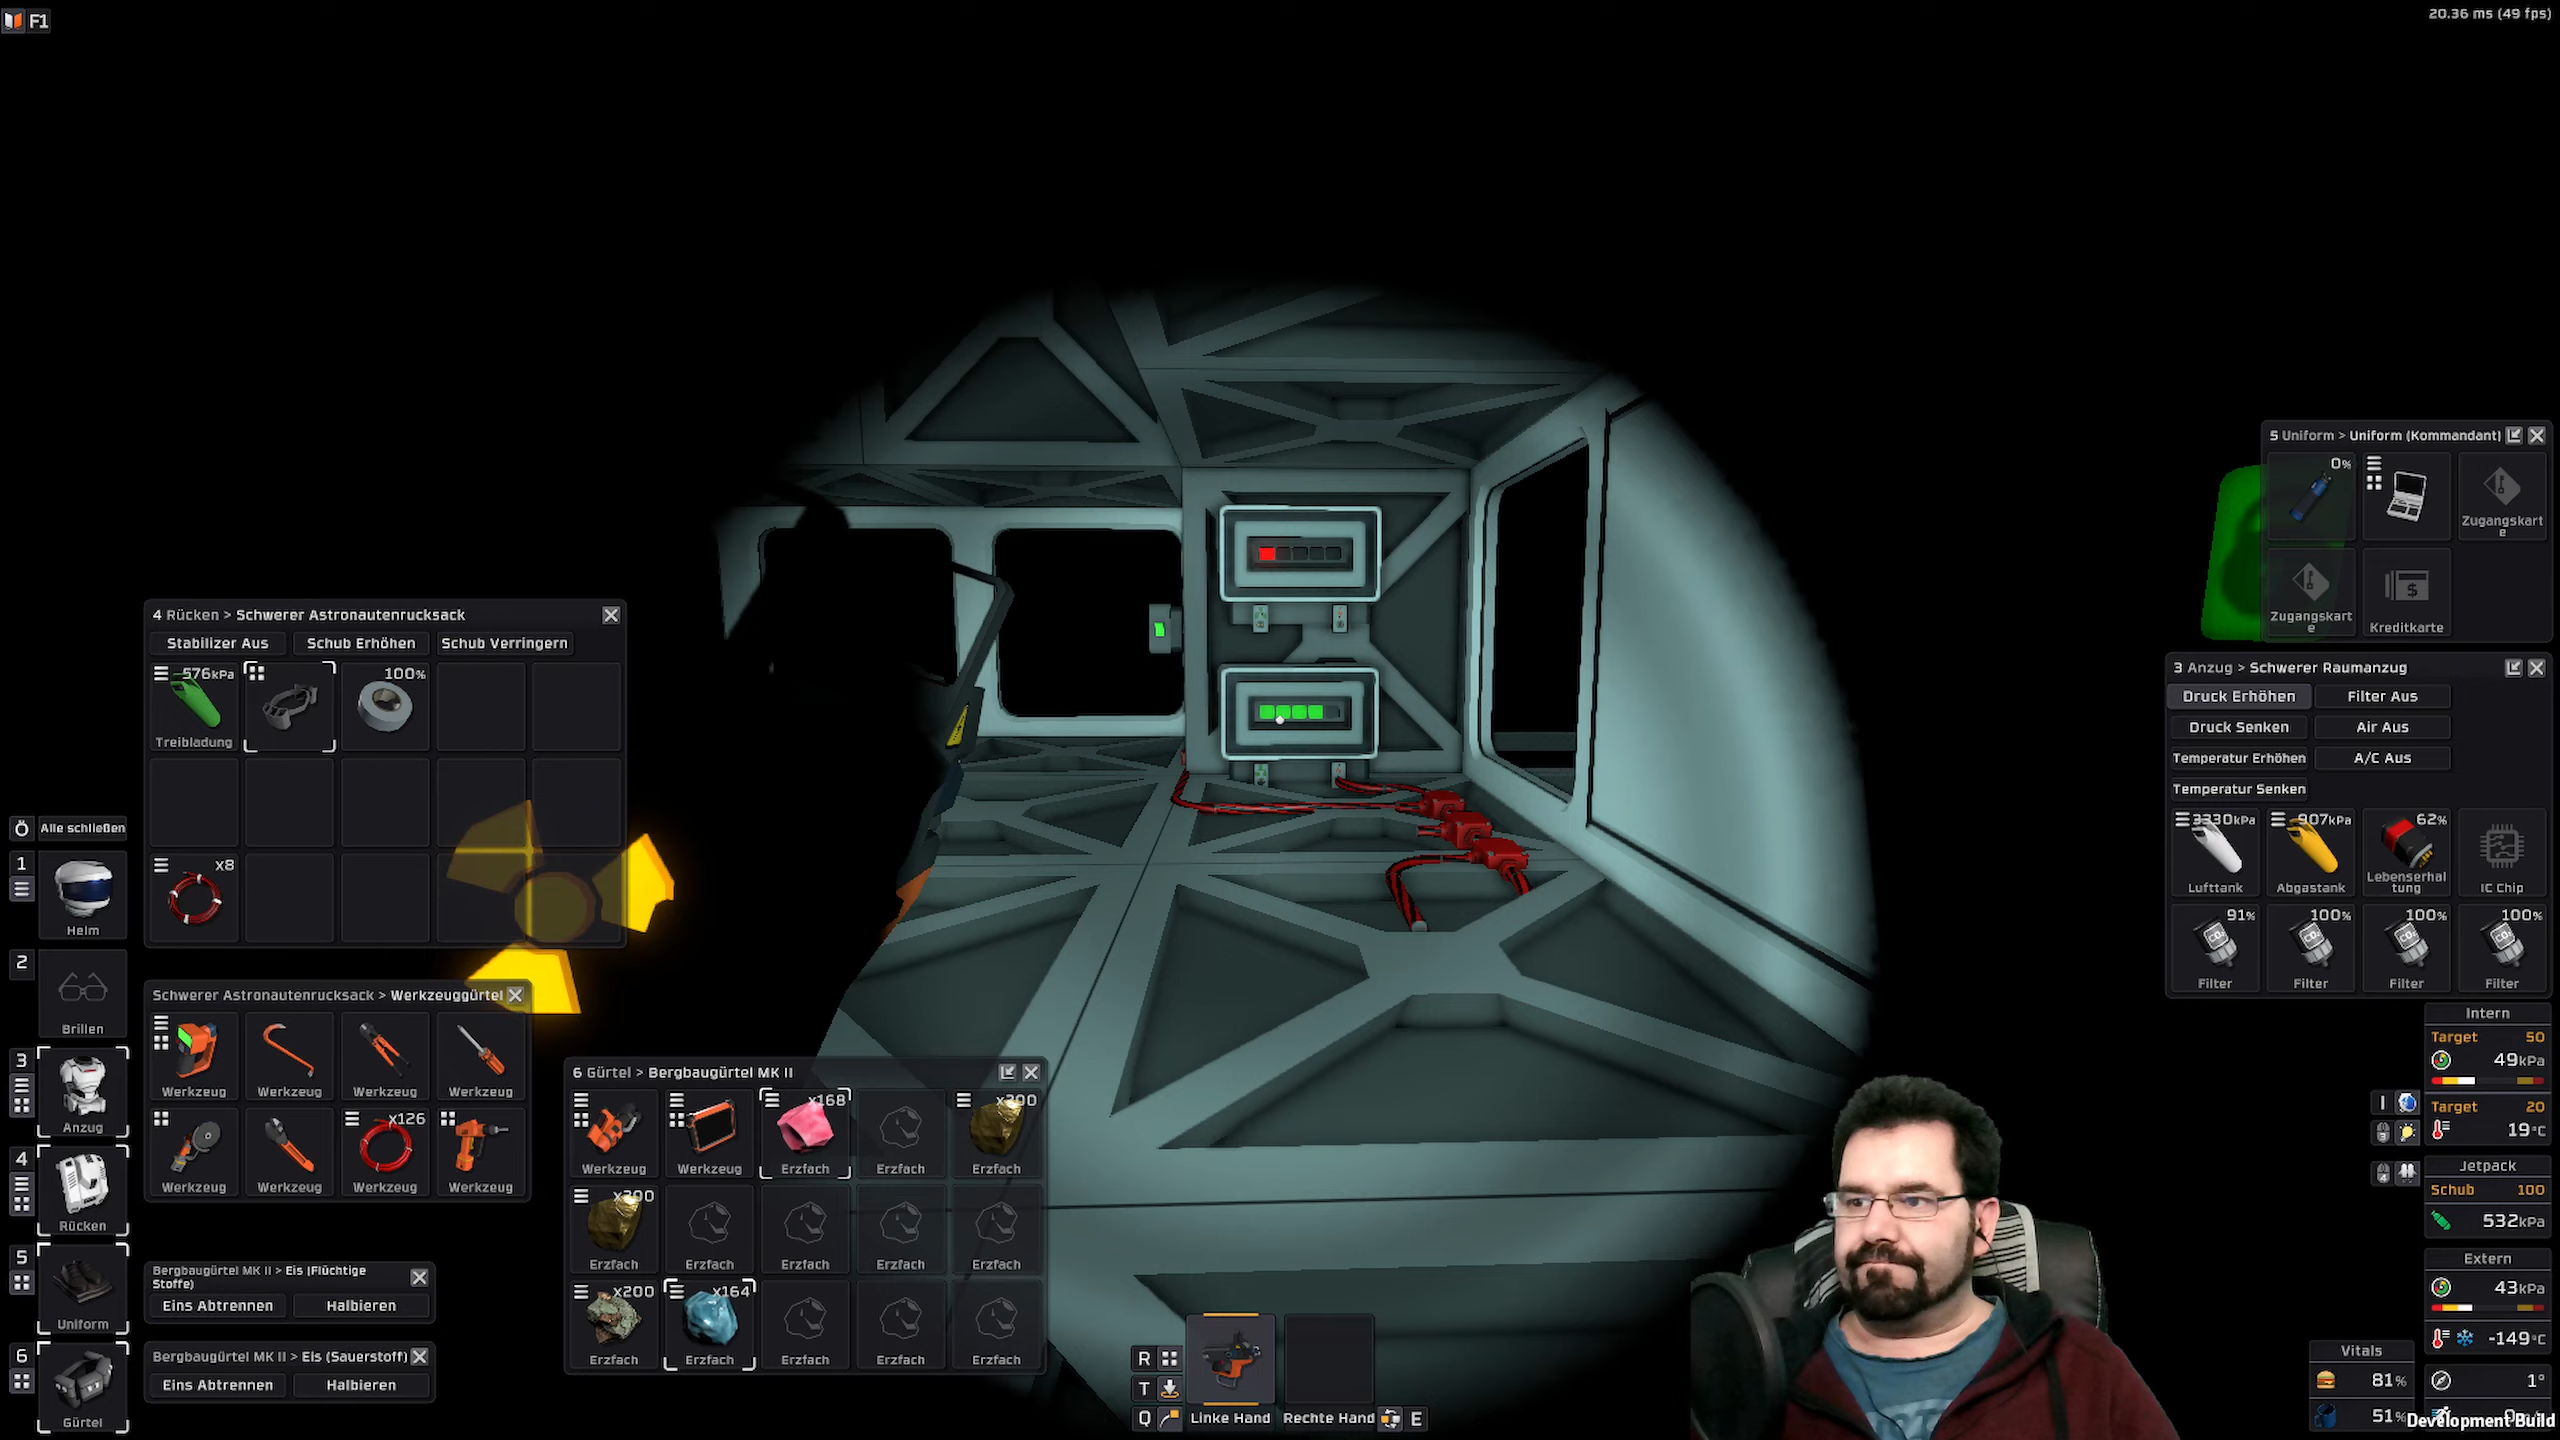 F1
20.36 ms (49 fps)
5 Uniform > Uniform (Kommandant)
0%
Zugangskart
e
Zugangskart
e
Kreditkarte
4 Rücken > Schwerer Astronautenrucksack
Stabilizer Aus
Schub Erhöhen
Schub Verringern
576kPa
100%
Treibladung
x8
3 Anzug > Schwerer Raumanzug
Druck Erhöhen
Filter Aus
Druck Senken
Air Aus
Temperatur Erhöhen
A/C Aus
Temperatur Senken
3330kPa
907kPa
62%
Lufttank
Abgastank
Lebenserhal
tung
IC Chip
91%
100%
100%
100%
Filter
Filter
Filter
Filter
Ö
Alle schließen
1
Helm
2
Brillen
3
Anzug
4
Rücken
5
Uniform
6
Gürtel
Schwerer Astronautenrucksack > Werkzeuggürtel
Werkzeug
Werkzeug
Werkzeug
Werkzeug
x126
Werkzeug
Werkzeug
Werkzeug
Werkzeug
Bergbaugürtel MK II > Eis (Flüchtige
Stoffe)
Eins Abtrennen
Halbieren
Bergbaugürtel MK II > Eis (Sauerstoff)
Eins Abtrennen
Halbieren
6 Gürtel > Bergbaugürtel MK II
x168
Werkzeug
Werkzeug
Erzfach
Erzfach
Erzfach
Erzfach
Erzfach
Erzfach
Erzfach
Erzfach
x200
x164
Erzfach
Erzfach
Erzfach
Erzfach
Erzfach
R
T
Q
Linke Hand
Rechte Hand
E
Intern
Target 50
49kPa
Target 20
19°C
Jetpack
Schub 100
532kPa
Extern
43kPa
-149°C
1°
Vitals
81%
51%
Development Build